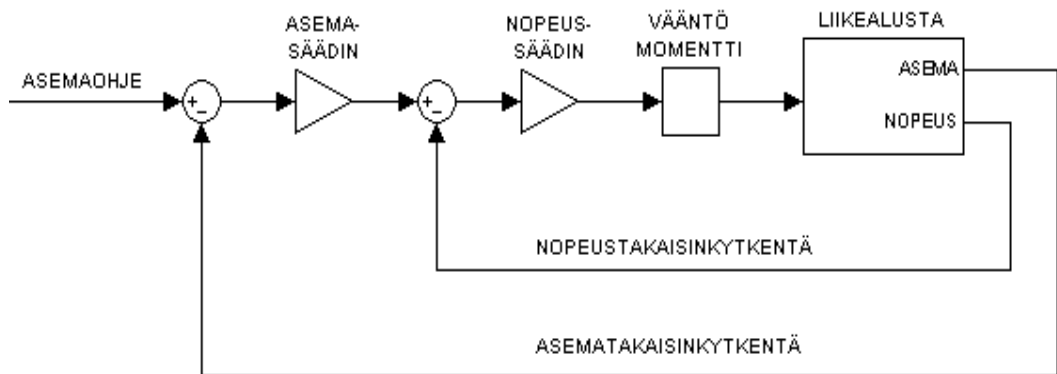 ASEMA-
SÄÄDIN
NOPEUS-
SÄÄDIN
VÄÄNTÖ
MOMENTTI
LIIKEALUSTA
ASEMAOHJE
+
−
+
−
ASEMA
NOPEUS
NOPEUSTAKAISINKYTKENTÄ
ASEMATAKAISINKYTKENTÄ